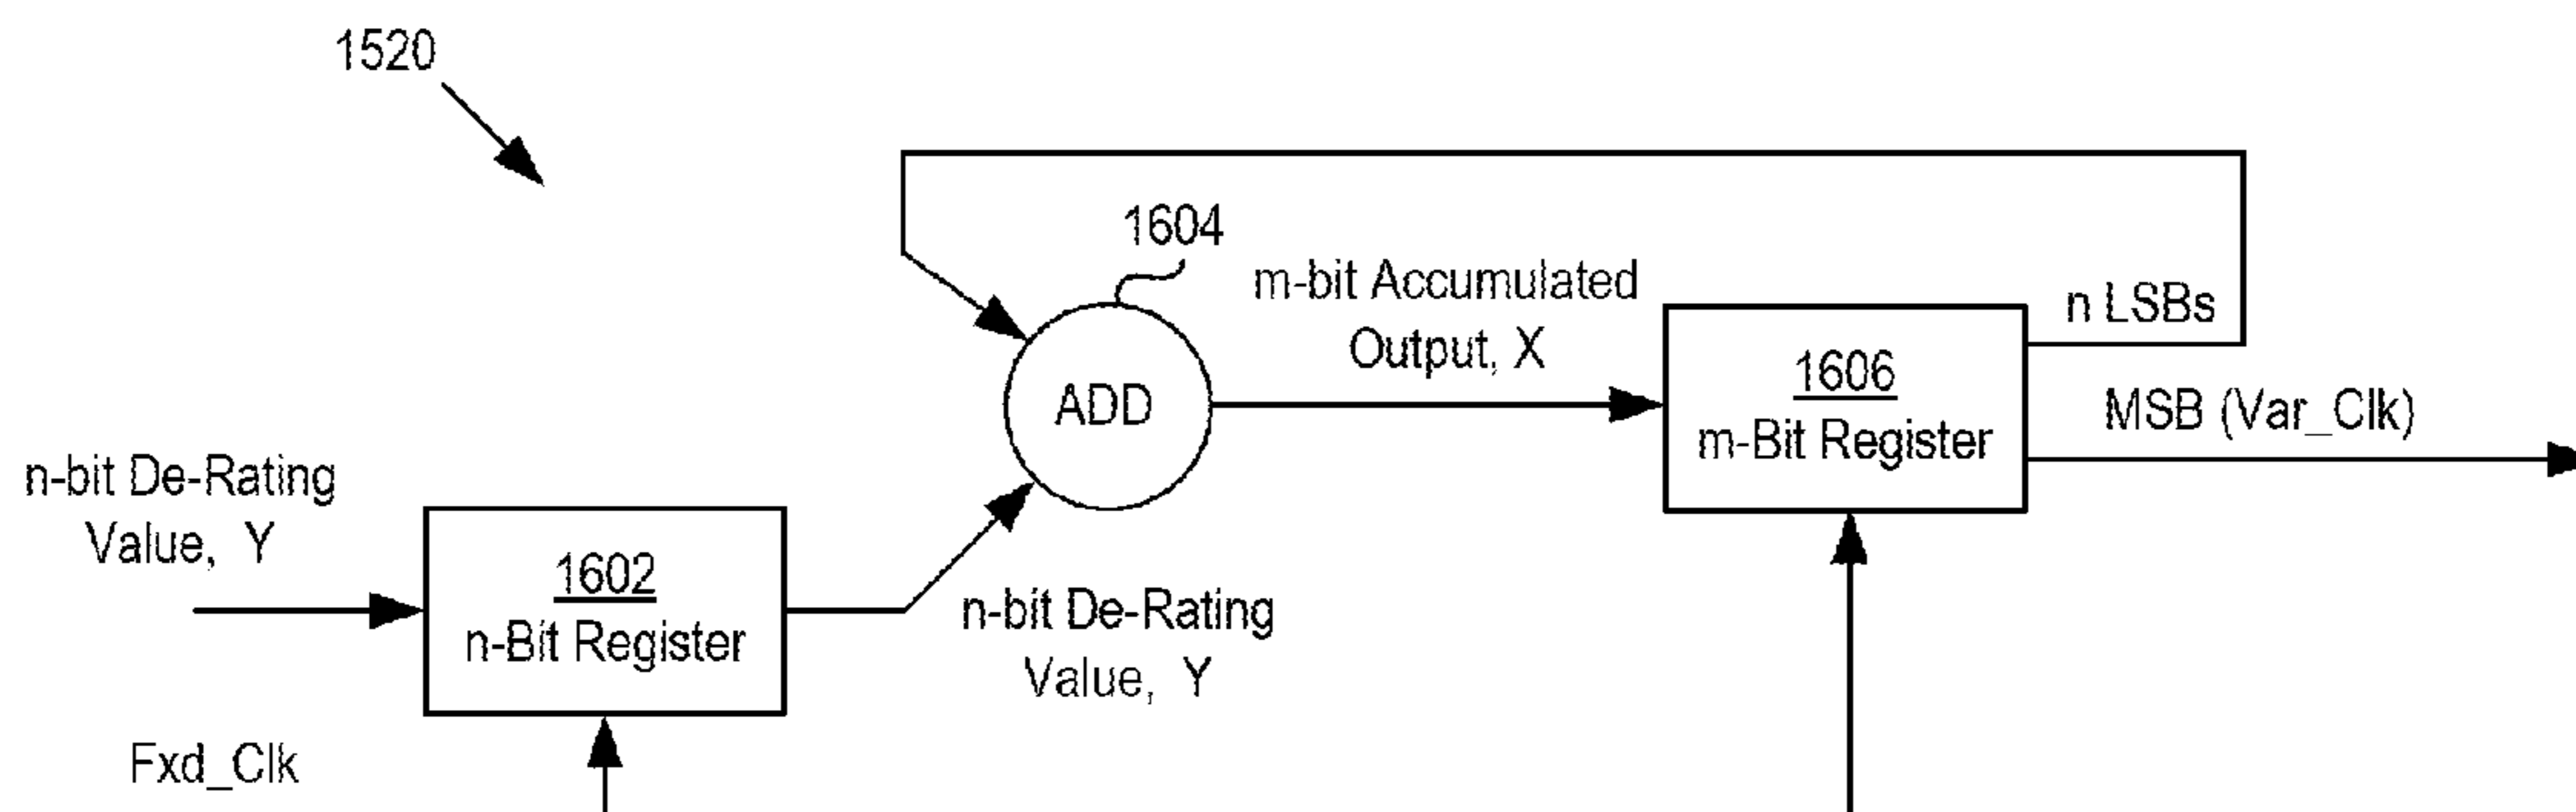 1520
1604
m-bit Accumulated
Output, X
n LSBs
1606
m-Bit Register
MSB (Var_Clk)
ADD
n-bit De-Rating
Value, Y
1602
n-Bit Register
n-bit De-Rating
Value, Y
Fxd_Clk